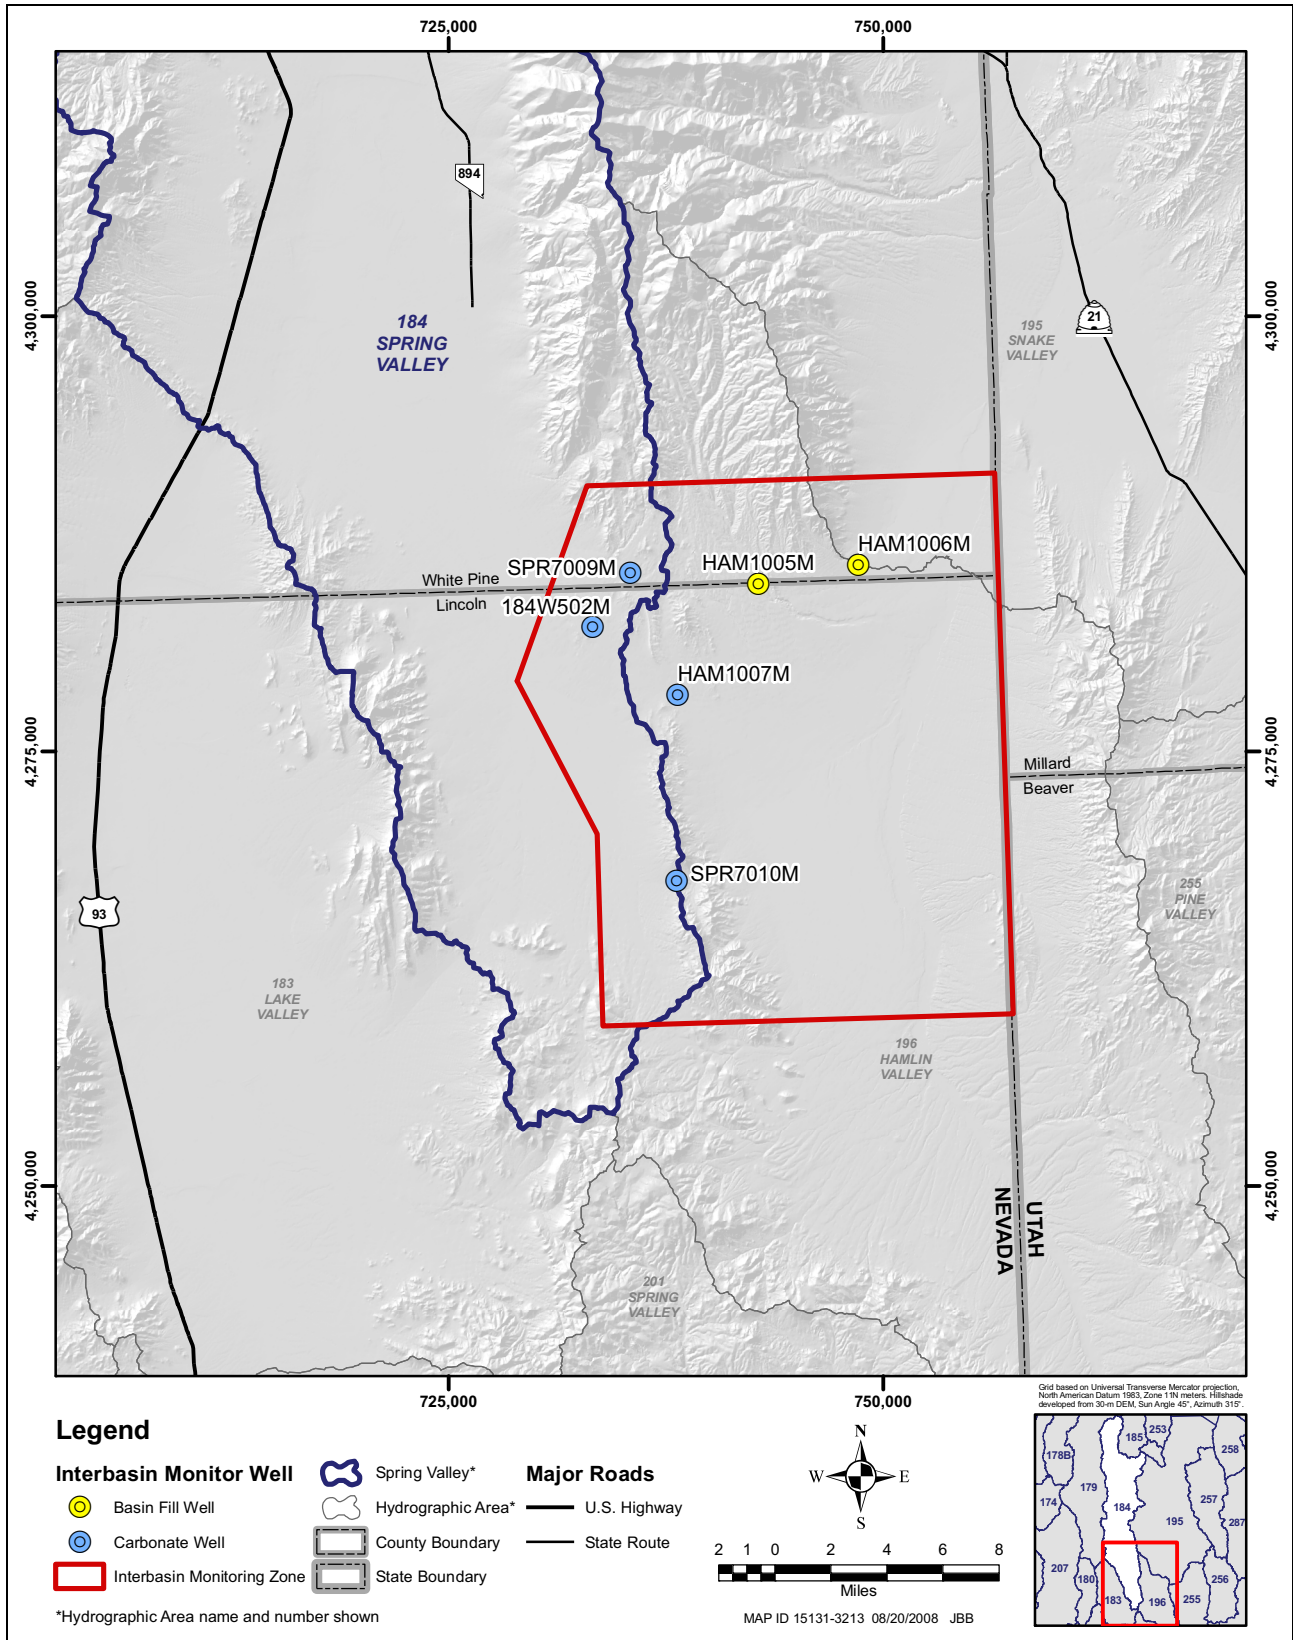 725,000
750,000
894
4,300,000
4,300,000
184
SPRING
VALLEY
195
SNAKE
VALLEY
21
HAM1006M
SPR7009M
HAM1005M
White Pine
Lincoln
184W502M
HAM1007M
4,275,000
4,275,000
Millard
Beaver
SPR7010M
255
PINE
VALLEY
93
183
LAKE
VALLEY
196
HAMLIN
VALLEY
4,250,000
4,250,000
UTAH
NEVADA
201
SPRING
VALLEY
725,000
750,000
Grid based on Universal Transverse Mercator projection,
North American Datum 1983, Zone 11N meters. Hillshade
developed from 30-m DEM, Sun Angle 45°, Azimuth 315°.
Legend
Interbasin Monitor Well
Basin Fill Well
Carbonate Well
Interbasin Monitoring Zone
*Hydrographic Area name and number shown
Spring Valley*
Hydrographic Area*
County Boundary
State Boundary
Major Roads
U.S. Highway
State Route
N
W
E
S
2 1 0 2 4 6 8
Miles
MAP ID 15131-3213 08/20/2008 JBB
185
253
258
178B
179
174
184
257
195
287
207
180
183
196
255
256